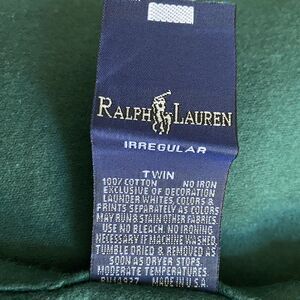 RALPH LAUREN
IRREGULAR
TWIN
100% COTTON NO IRON
EXCLUSIVE OF DECORATION
LAUNDER WHITES, COLORS &
PRINTS SEPARATELY AS COLORS
MAY RUN & STAIN OTHER FABRICS.
USE NO BLEACH. NO IRONING
NECESSARY IF MACHINE WASHED,
TUMBLE DRIED & REMOVED AS
SOON AS DRYER STOPS.
MODERATE TEMPERATURES.
MADE IN U.S.A.